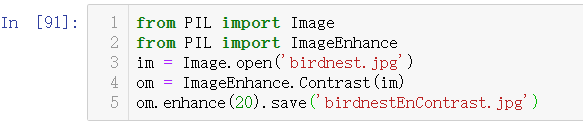 In [91]:
1 from PIL import Image
2 from PIL import ImageEnhance
3 im = Image.open('birdnest.jpg')
4 om = ImageEnhance.Contrast(im)
5 om.enhance(20).save('birdnestEnContrast.jpg')